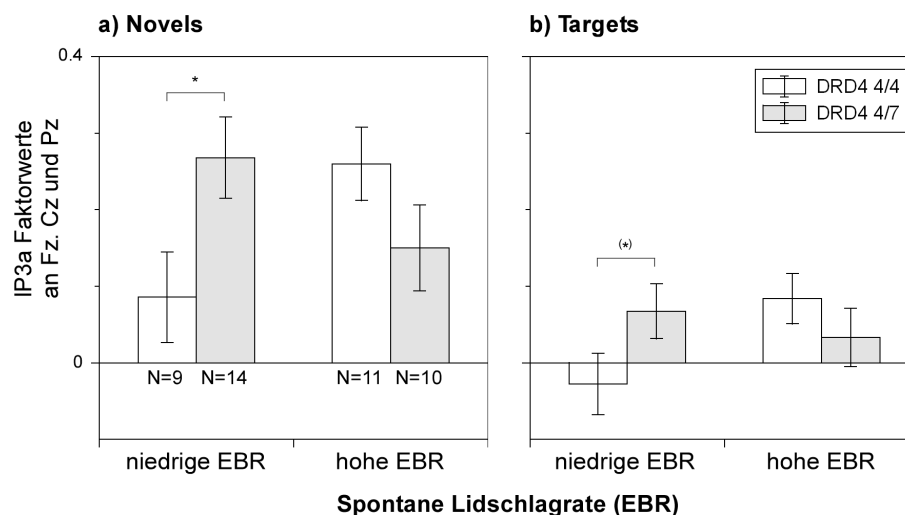 a) Novels
b) Targets
0.4
*
DRD4 4/4
DRD4 4/7
IP3a Faktorwerte
an Fz. Cz und Pz
(*)
0
N=9 N=14 N=11 N=10
niedrige EBR hohe EBR niedrige EBR hohe EBR
Spontane Lidschlagrate (EBR)